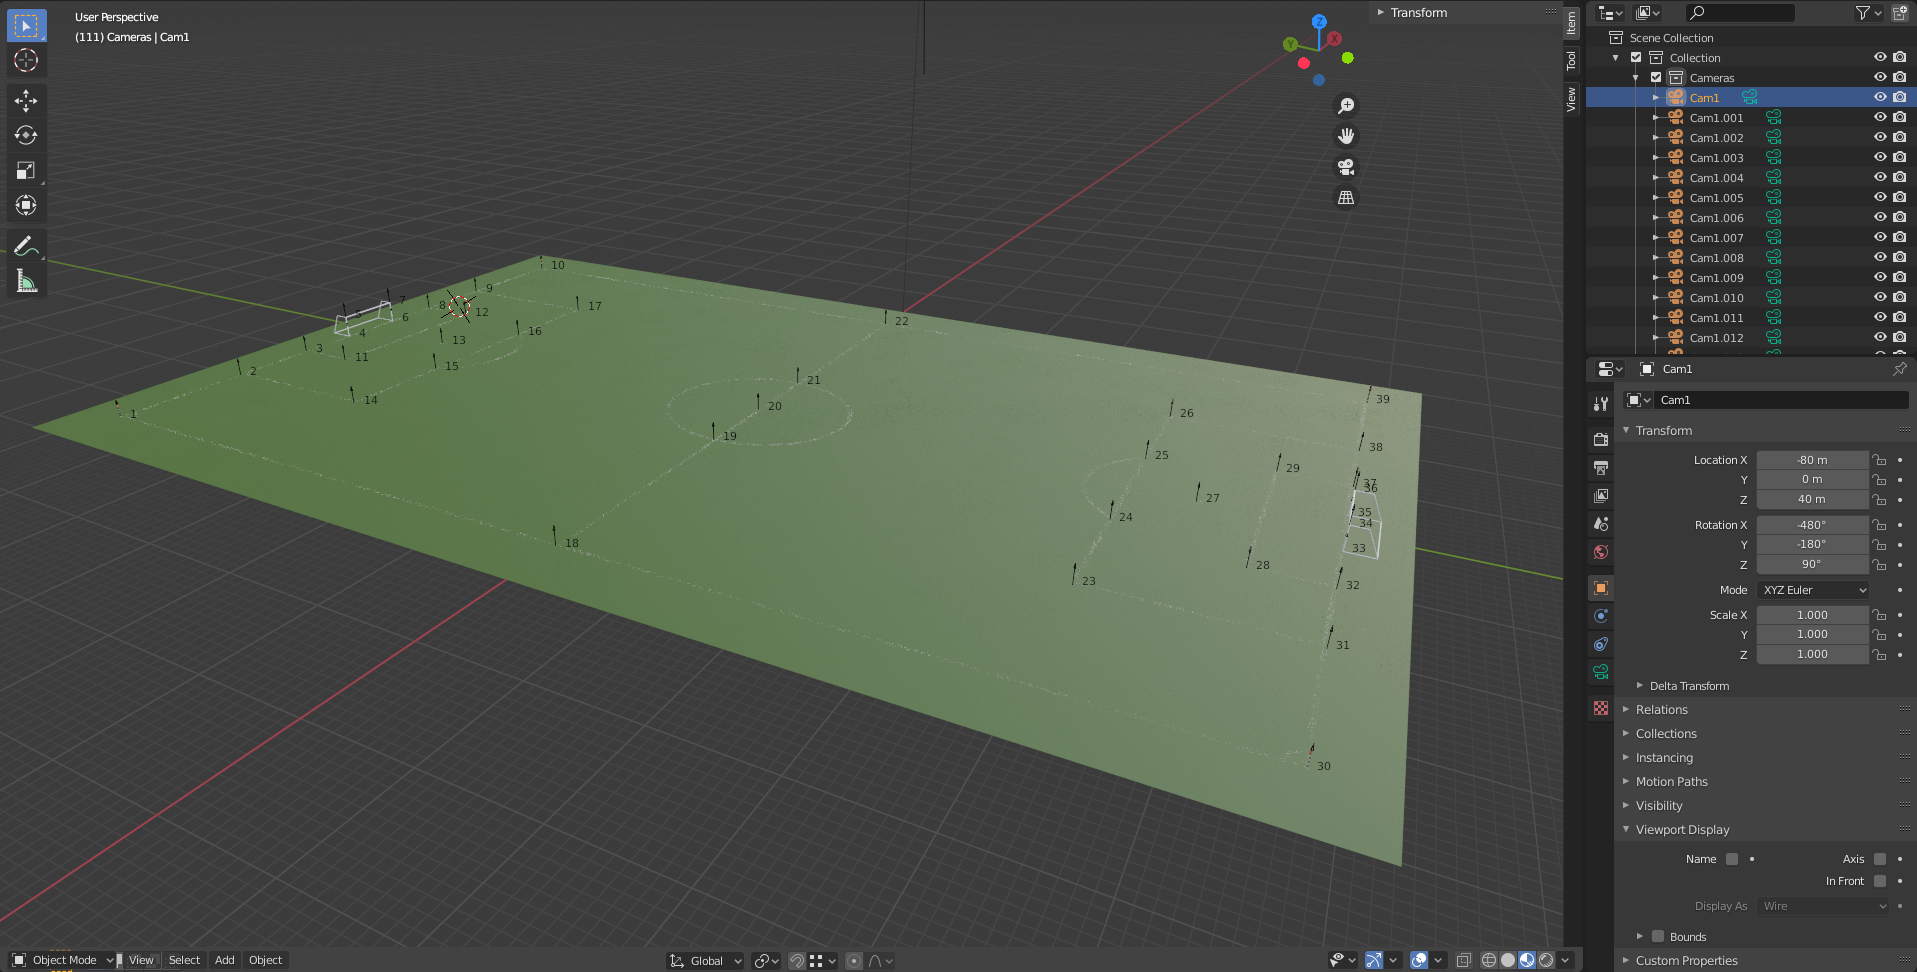 User Perspective
(111) Cameras | Cam1
Transform
Item
Tool
View
Z
Y
X
10
9
7
8
5
6
12
17
4
13
16
22
3
11
2
15
21
14
1
20
19
39
26
38
25
29
37
36
27
35
24
34
18
33
28
23
32
31
30
Object Mode
View
Select
Add
Object
Global
Scene Collection
Collection
Cameras
Cam1
Cam1.001
Cam1.002
Cam1.003
Cam1.004
Cam1.005
Cam1.006
Cam1.007
Cam1.008
Cam1.009
Cam1.010
Cam1.011
Cam1.012
Cam1
Cam1
Transform
Location X -80 m
Y 0 m
Z 40 m
Rotation X -480°
Y -180°
Z 90°
Mode XYZ Euler
Scale X 1.000
Y 1.000
Z 1.000
Delta Transform
Relations
Collections
Instancing
Motion Paths
Visibility
Viewport Display
Name Axis
In Front
Display As Wire
Bounds
Custom Properties